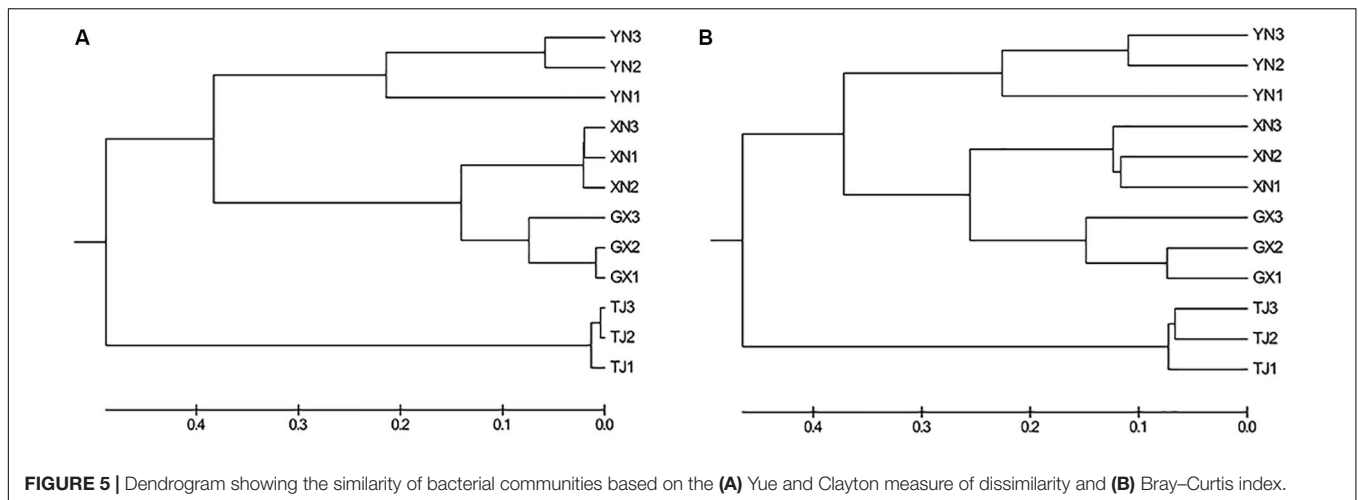 A
YN3
YN2
YN1
XN3
XN1
XN2
GX3
GX2
GX1
TJ3
TJ2
TJ1
0.4 0.3 0.2 0.1 0.0
B
YN3
YN2
YN1
XN3
XN2
XN1
GX3
GX2
GX1
TJ3
TJ2
TJ1
0.4 0.3 0.2 0.1 0.0
FIGURE 5 | Dendrogram showing the similarity of bacterial communities based on the (A) Yue and Clayton measure of dissimilarity and (B) Bray–Curtis index.